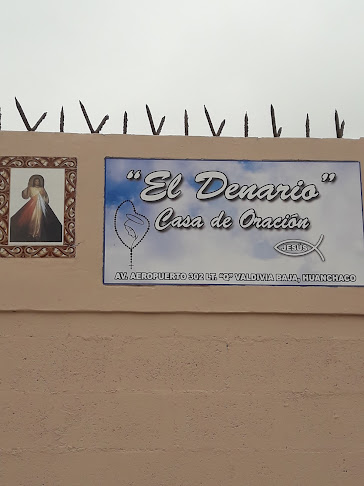 "El Denario"
Casa de Oración
JESUS
AV. AEROPUERTO 302 LT. "Q" VALDIVIA BAJA, HUANCHACO